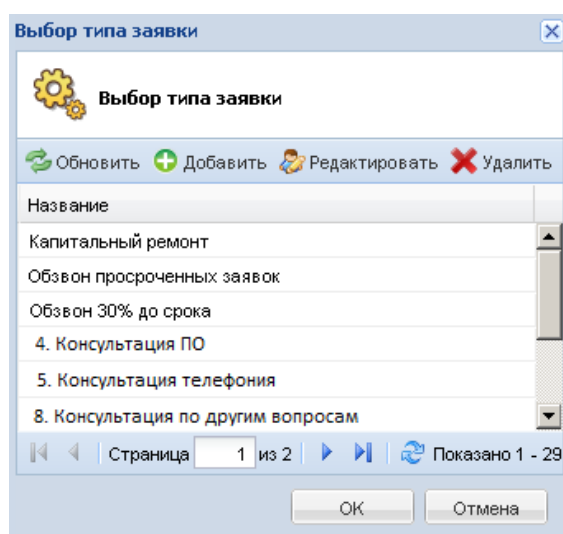 Выбор типа заявки
Выбор типа заявки
Обновить Добавить Редактировать Удалить
Название
Капитальный ремонт
Обзвон просроченных заявок
Обзвон 30% до срока
4. Консультация ПО
5. Консультация телефония
8. Консультация по другим вопросам
Страница 1 из 2 Показано 1 - 29
ОК Отмена